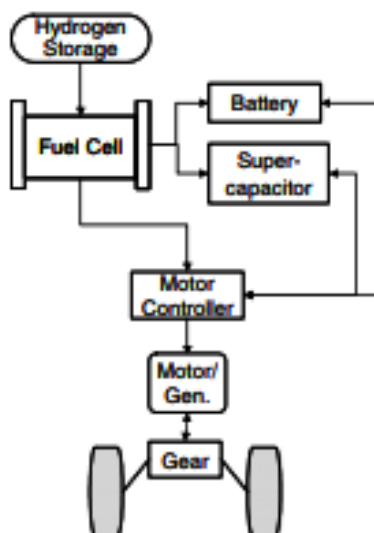 Hydrogen
Storage
Battery
Fuel Cell
Super-
capacitor
Motor
Controller
Motor/
Gen.
Gear